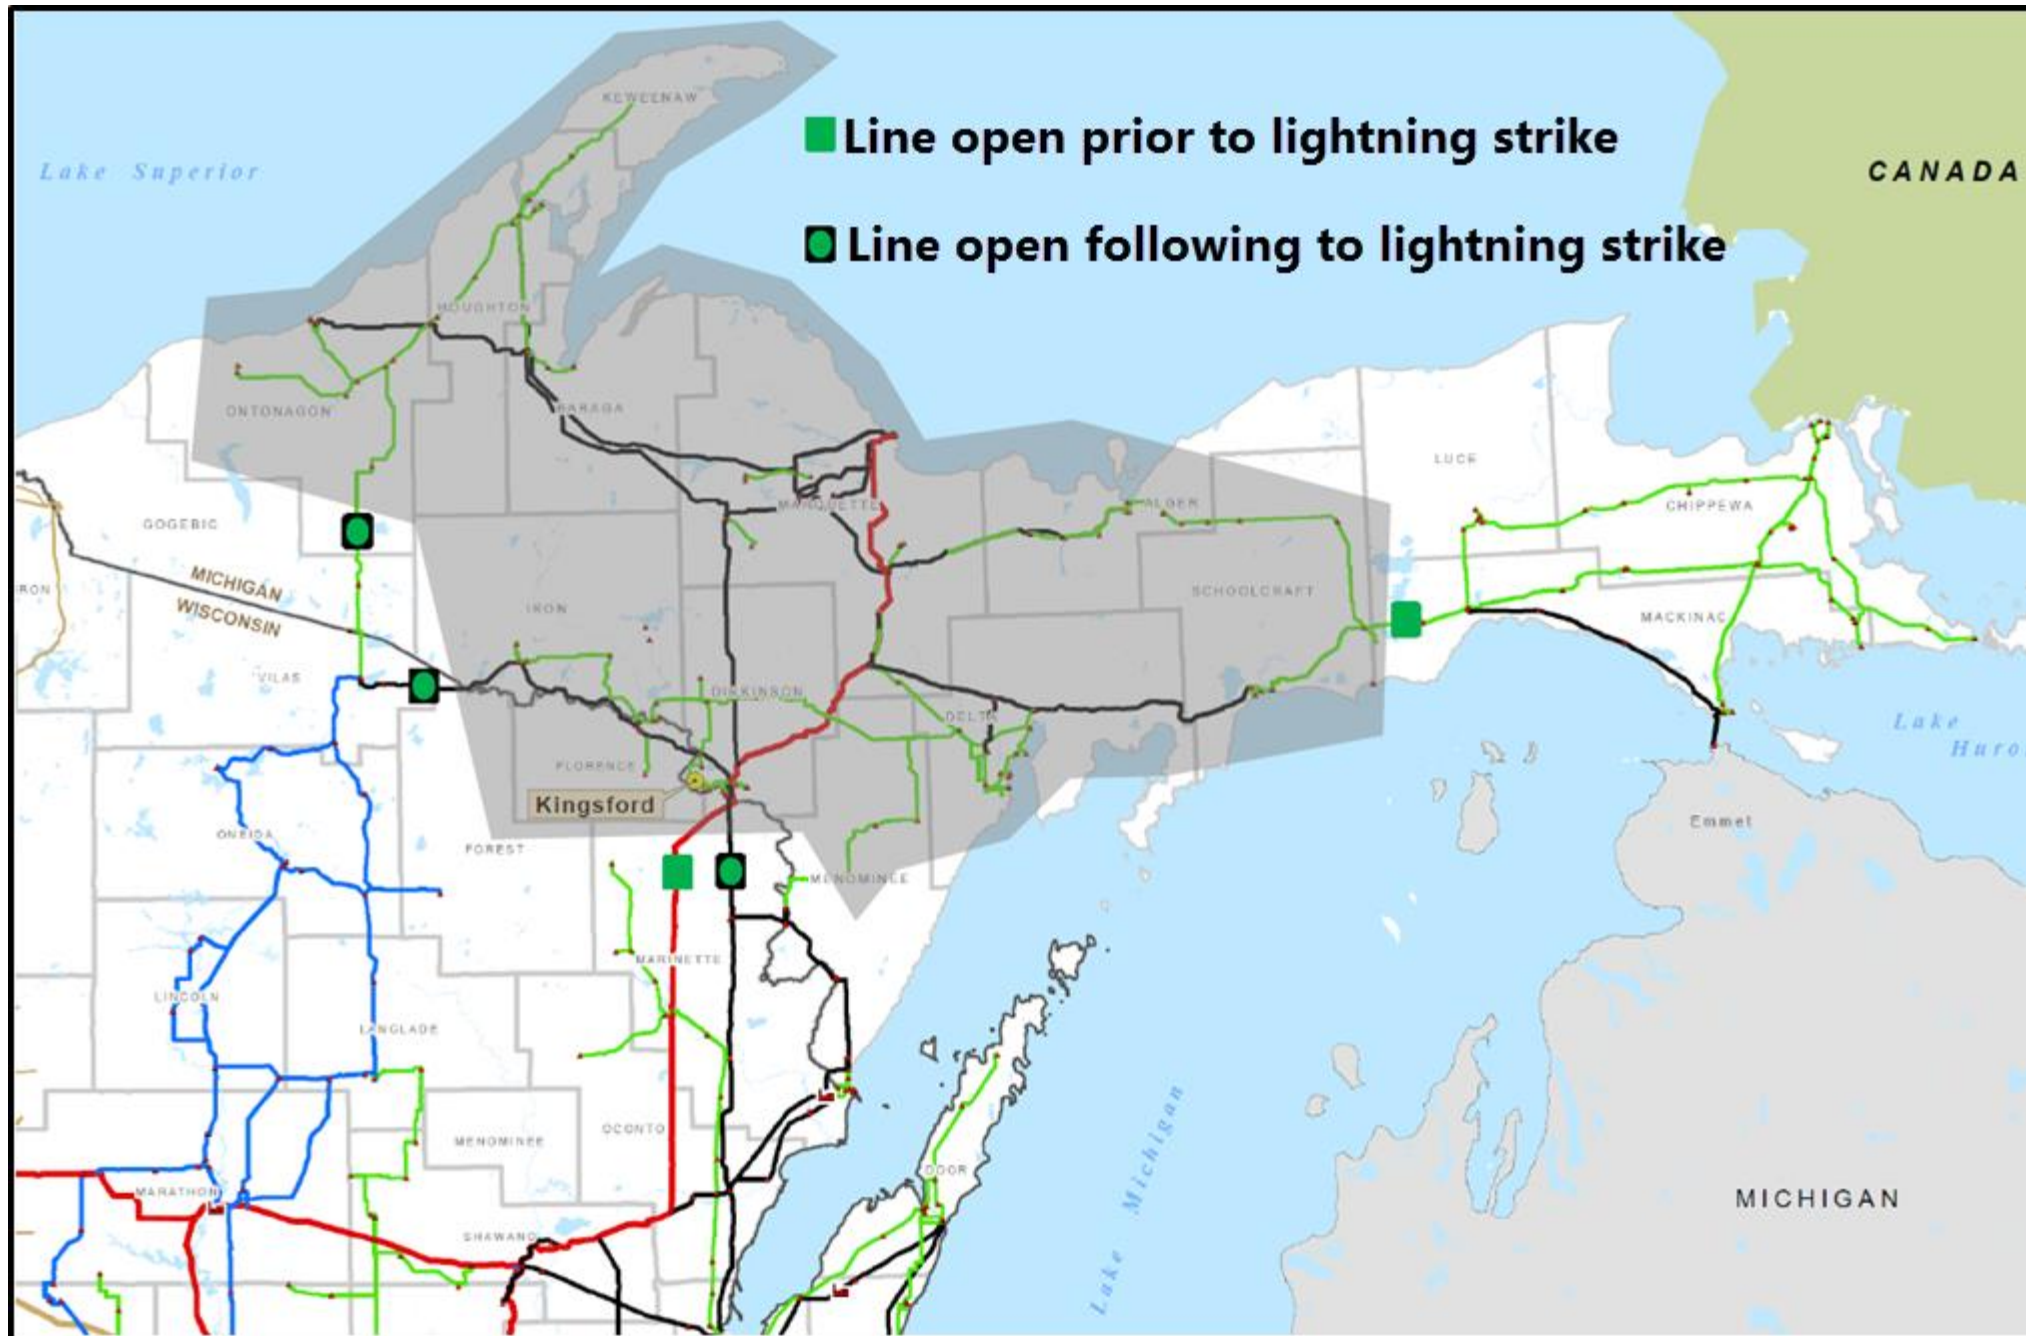 KEWEENAW
Line open prior to lightning strike
Lake Superior
CANADA
Line open following to lightning strike
HOUGHTON
ONTONAGON
BARAGA
LUCE
MARQUETTE
ALGER
CHIPPEWA
GOGEBIC
MICHIGAN
WISCONSIN
IRON
SCHOOLCRAFT
MACKINAC
VILAS
DICKINSON
DELTA
Lake
FLORENCE
Kingsford
Emmet
ONEIDA
FOREST
MENOMINEE
MARINETTE
LINCOLN
LANGLADE
Lake Michigan
MENOMINEE
OCONTO
DOOR
MARATHON
MICHIGAN
SHAWANO